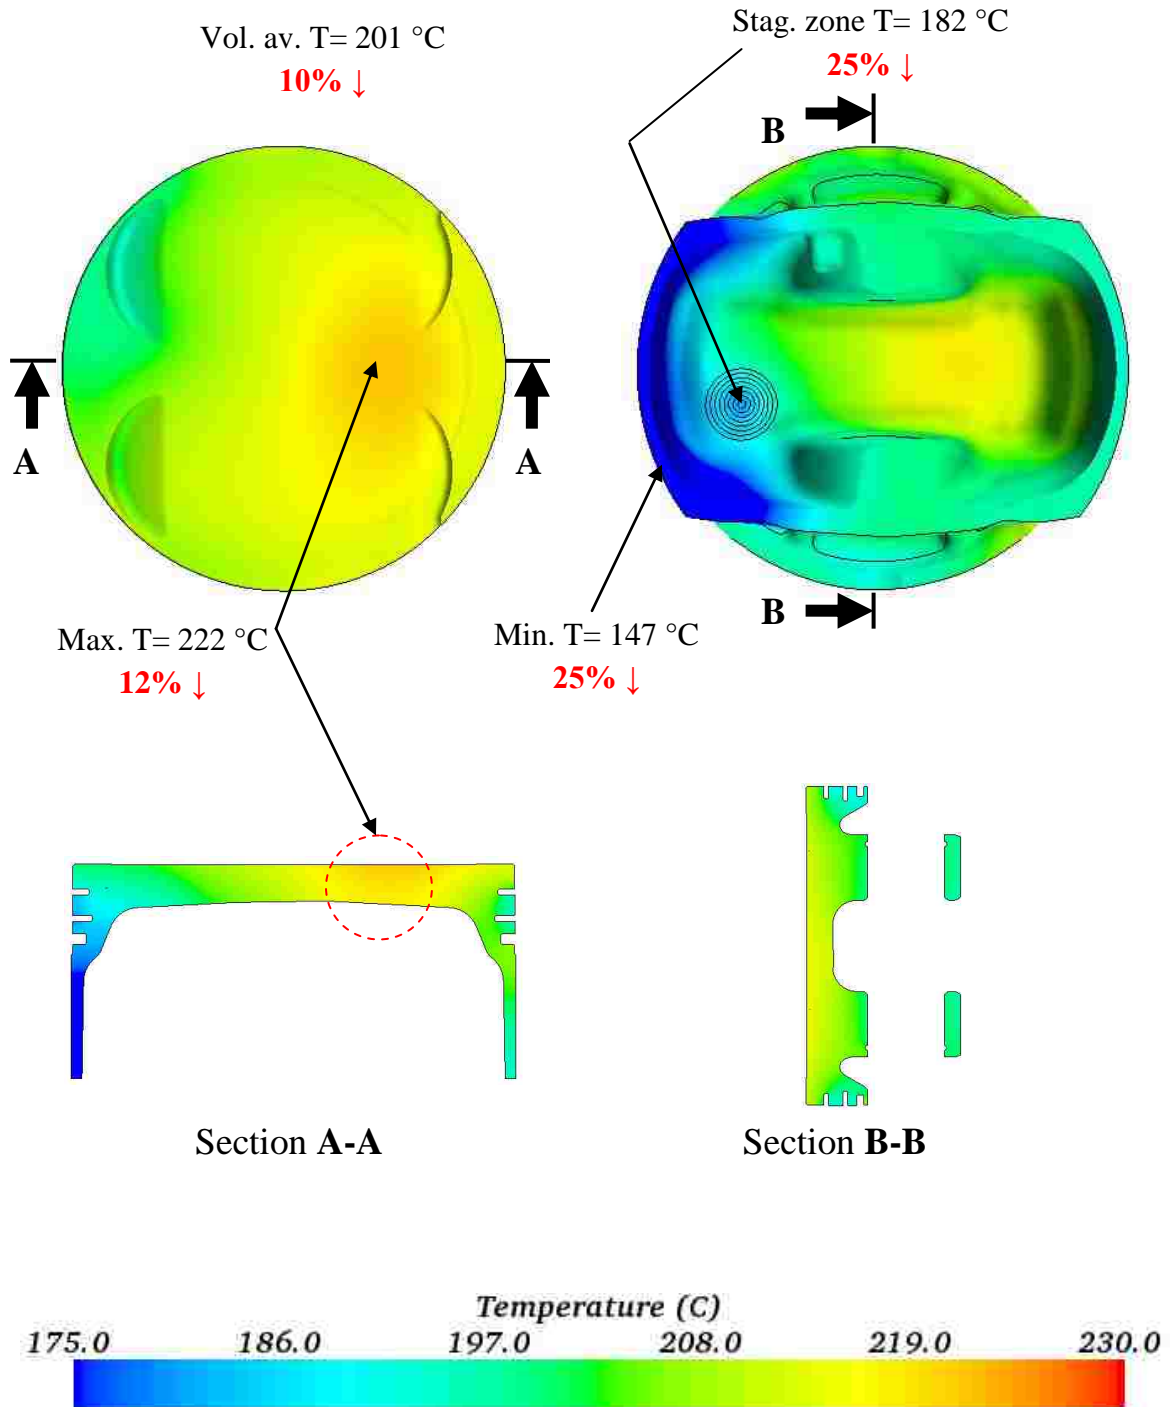 Vol. av. T= 201 °C
10% ↓
Stag. zone T= 182 °C
25% ↓
B
A
A
B
Max. T= 222 °C
12% ↓
Min. T= 147 °C
25% ↓
Section A-A
Section B-B
Temperature (C)
175.0 186.0 197.0 208.0 219.0 230.0